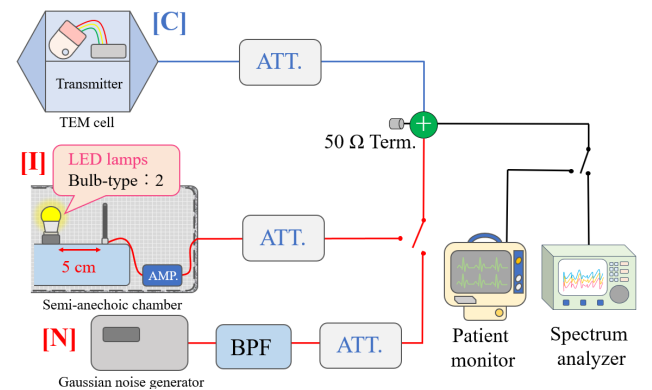 [C]
ATT.
Transmitter
TEM cell
+
50 Ω Term.
[I]
LED lamps
Bulb-type：2
ATT.
5 cm
AMP.
Semi-anechoic chamber
[N]
BPF
ATT.
Gaussian noise generator
Patient
monitor
Spectrum
analyzer